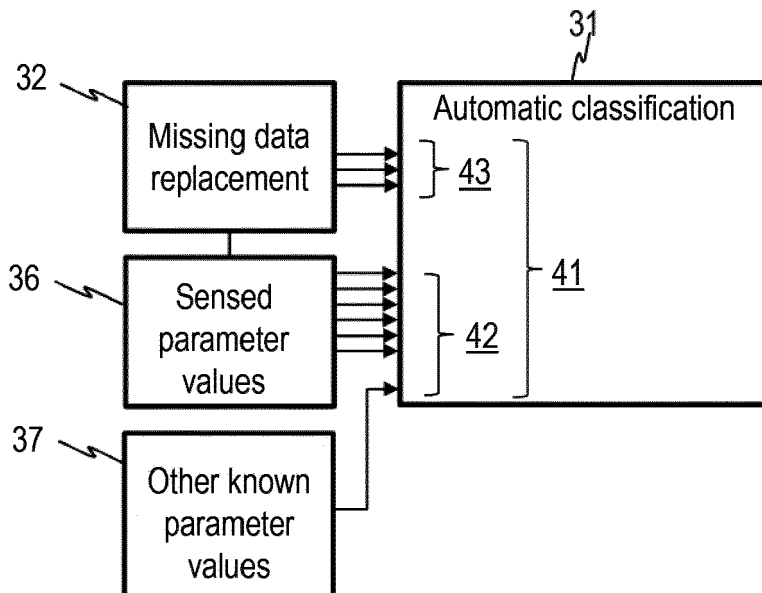 31
32
Automatic classification
Missing data
replacement
43
36
41
Sensed
parameter
values
42
37
Other known
parameter
values